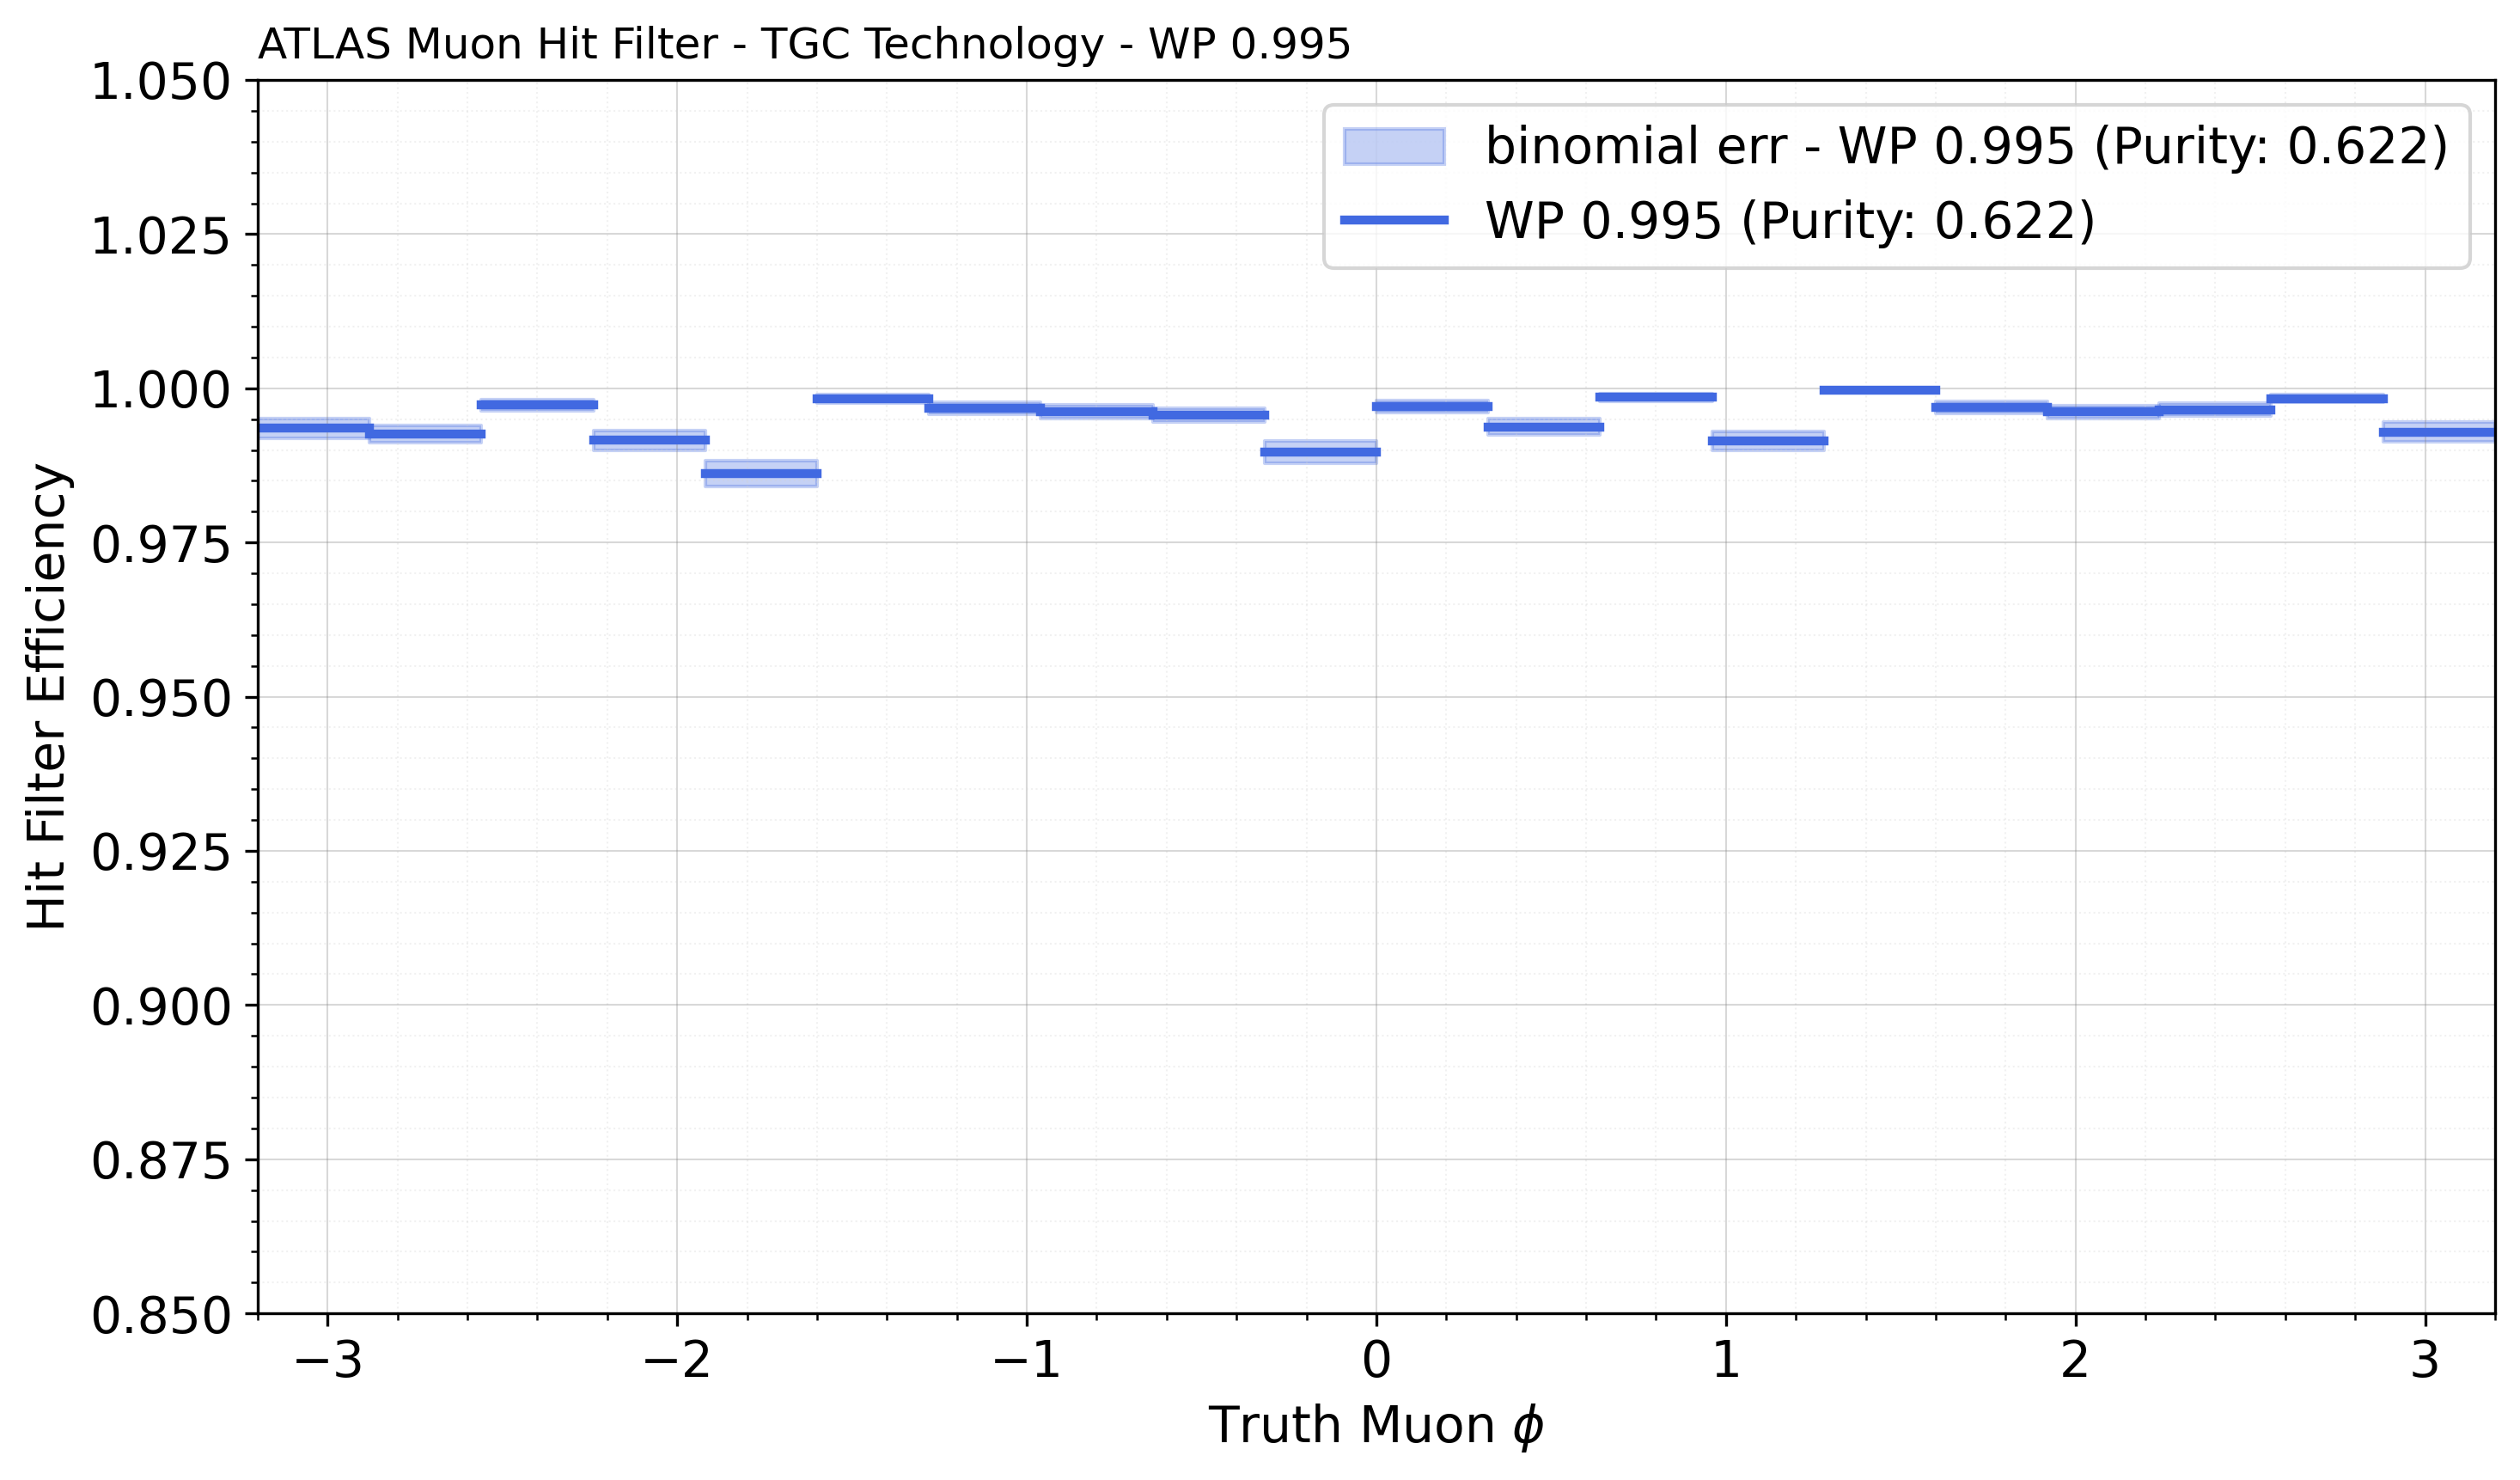 ATLAS Muon Hit Filter - TGC Technology - WP 0.995
1.050
1.025
1.000
0.975
0.950
0.925
0.900
0.875
0.850
Hit Filter Efficiency
binomial err - WP 0.995 (Purity: 0.622)
WP 0.995 (Purity: 0.622)
−3 −2 −1 0 1 2 3
Truth Muon ϕ